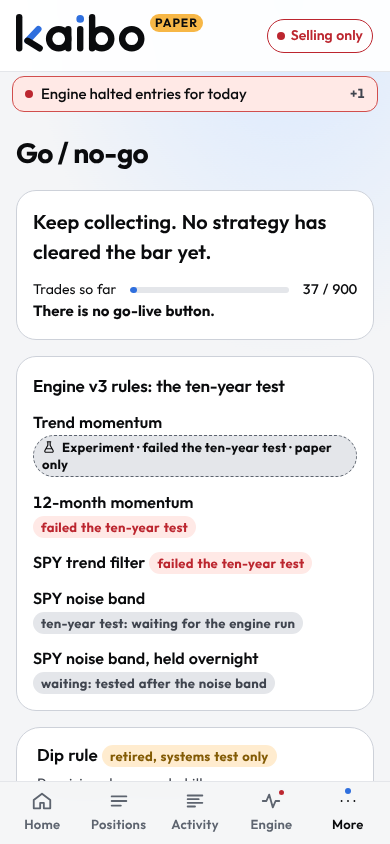 kaibo PAPER
Selling only
Engine halted entries for today +1
Go / no-go
Keep collecting. No strategy has
cleared the bar yet.
Trades so far 37 / 900
There is no go-live button.
Engine v3 rules: the ten-year test
Trend momentum
Experiment · failed the ten-year test · paper
only
12-month momentum
failed the ten-year test
SPY trend filter failed the ten-year test
SPY noise band
ten-year test: waiting for the engine run
SPY noise band, held overnight
waiting: tested after the noise band
Dip rule retired, systems test only
Home Positions Activity Engine More